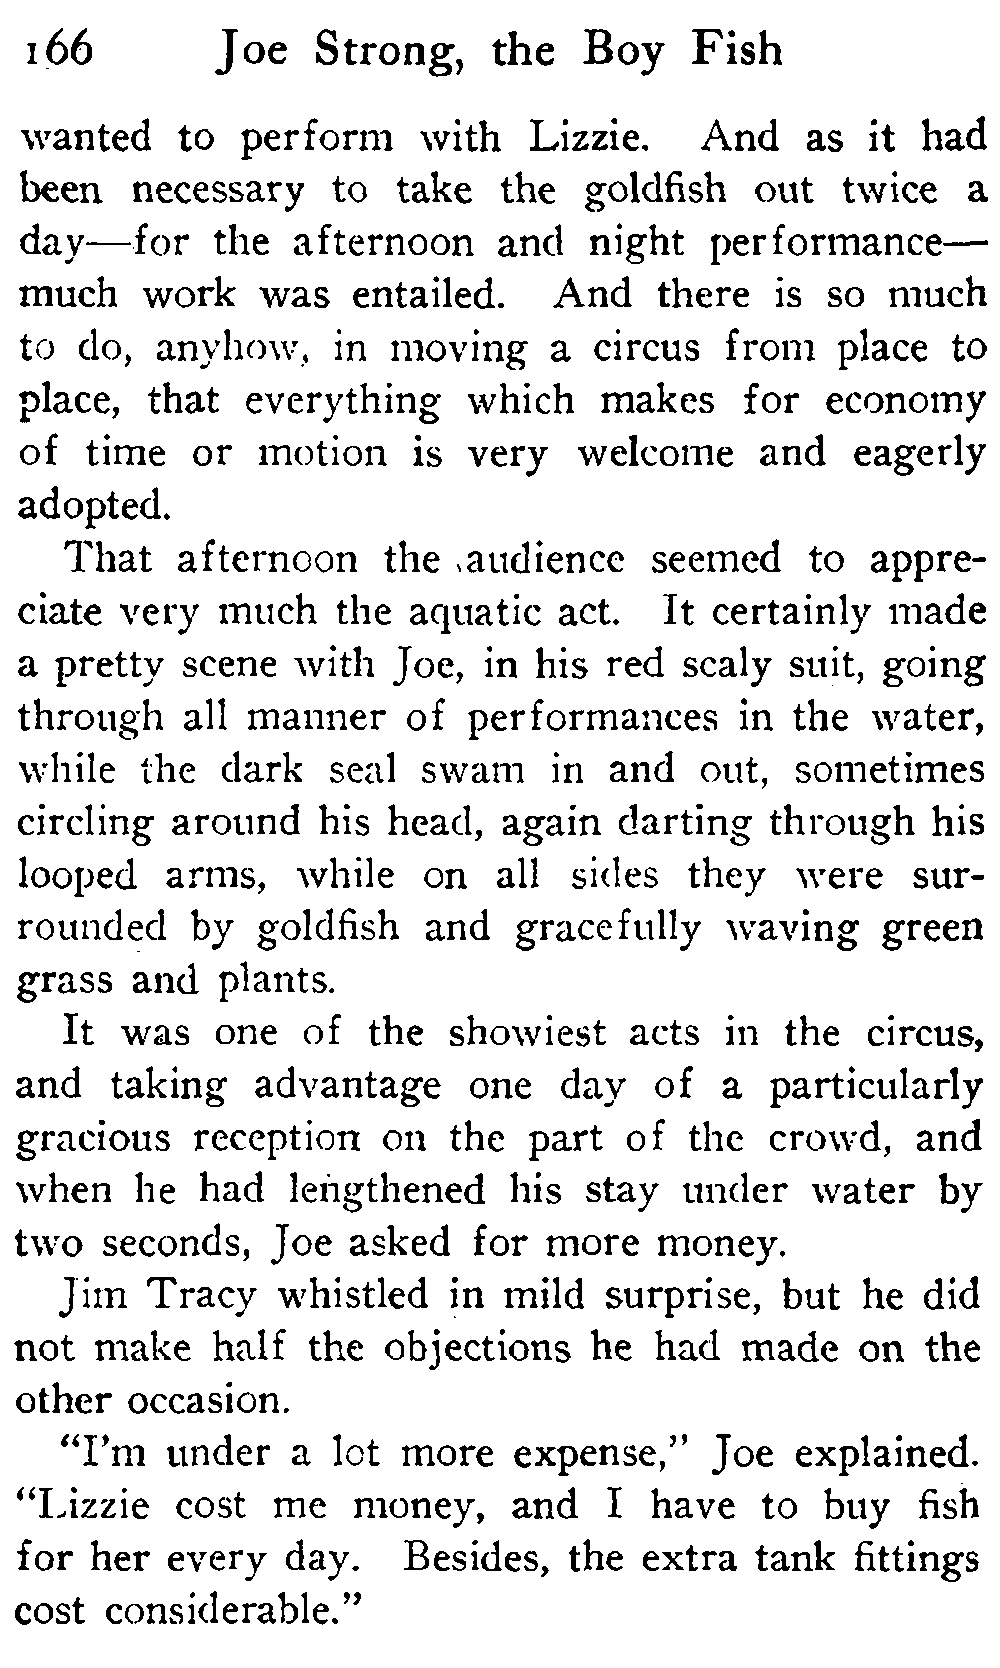 166 Joe Strong, the Boy Fish
wanted to perform with Lizzie. And as it had
been necessary to take the goldfish out twice a
day—for the afternoon and night performance—
much work was entailed. And there is so much
to do, anyhow, in moving a circus from place to
place, that everything which makes for economy
of time or motion is very welcome and eagerly
adopted.
That afternoon the audience seemed to appre-
ciate very much the aquatic act. It certainly made
a pretty scene with Joe, in his red scaly suit, going
through all manner of performances in the water,
while the dark seal swam in and out, sometimes
circling around his head, again darting through his
looped arms, while on all sides they were sur-
rounded by goldfish and gracefully waving green
grass and plants.
It was one of the showiest acts in the circus,
and taking advantage one day of a particularly
gracious reception on the part of the crowd, and
when he had lengthened his stay under water by
two seconds, Joe asked for more money.
Jim Tracy whistled in mild surprise, but he did
not make half the objections he had made on the
other occasion.
“I’m under a lot more expense,” Joe explained.
“Lizzie cost me money, and I have to buy fish
for her every day. Besides, the extra tank fittings
cost considerable.”